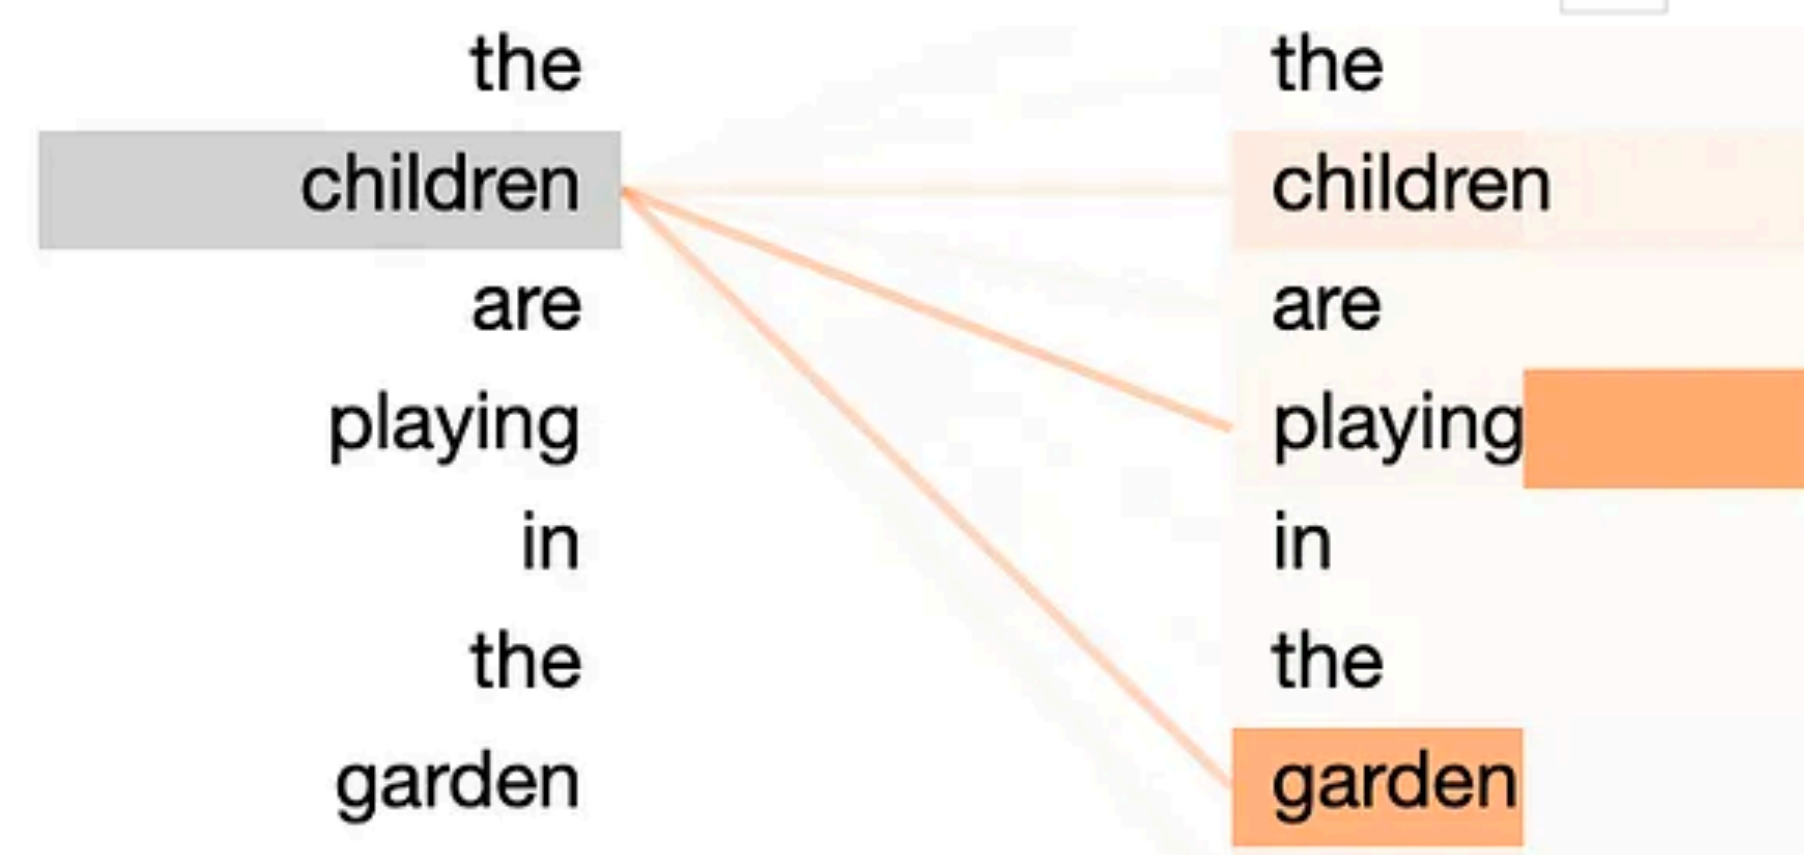 the the
children children
are are
playing playing
in in
the the
garden garden